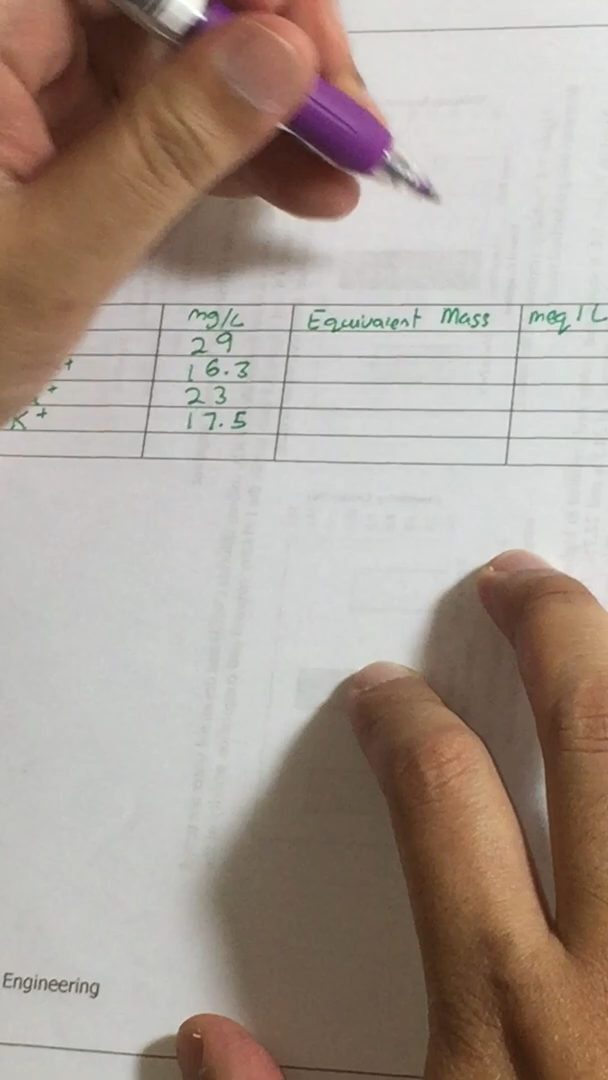 mg/L Equivalent Mass meq/L
29
+ 16.3
+ 23
K+ 17.5
Engineering